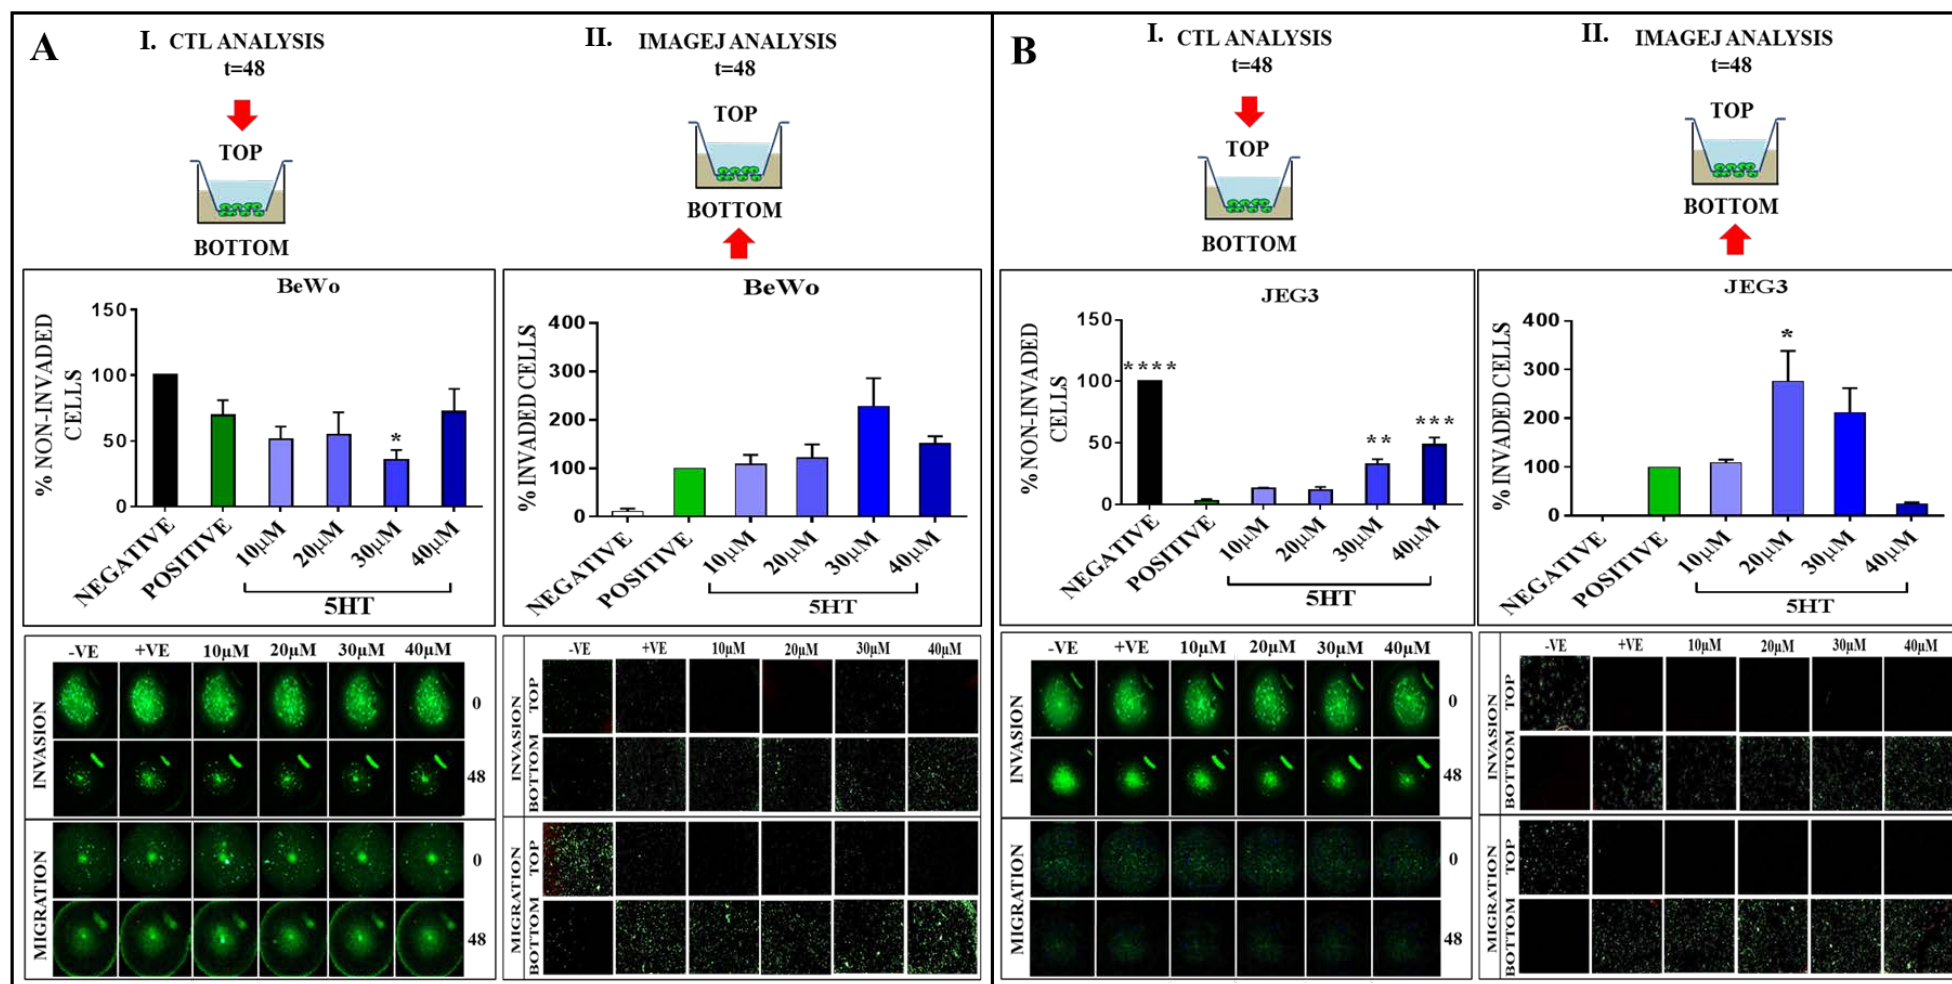 A
I. CTL ANALYSIS
t=48
TOP
BOTTOM
II. IMAGEJ ANALYSIS
t=48
TOP
BOTTOM
BeWo
% NON-INVADED
CELLS
150
100
50
0
NEGATIVE
POSITIVE
10µM
20µM
*
30µM
40µM
5HT
BeWo
% INVADED CELLS
400
300
200
100
0
NEGATIVE
POSITIVE
10µM
20µM
30µM
40µM
5HT
-VE +VE 10µM 20µM 30µM 40µM
INVASION
0
48
MIGRATION
0
48
-VE +VE 10µM 20µM 30µM 40µM
INVASION
TOP
BOTTOM
MIGRATION
TOP
BOTTOM
B
I. CTL ANALYSIS
t=48
TOP
BOTTOM
II. IMAGEJ ANALYSIS
t=48
TOP
BOTTOM
JEG3
% NON-INVADED
CELLS
150
100
50
0
****
NEGATIVE
POSITIVE
10µM
20µM
**
30µM
***
40µM
5HT
JEG3
% INVADED CELLS
400
300
200
100
0
NEGATIVE
POSITIVE
10µM
*
20µM
30µM
40µM
5HT
-VE +VE 10µM 20µM 30µM 40µM
INVASION
0
48
MIGRATION
0
48
-VE +VE 10µM 20µM 30µM 40µM
INVASION
TOP
BOTTOM
MIGRATION
TOP
BOTTOM